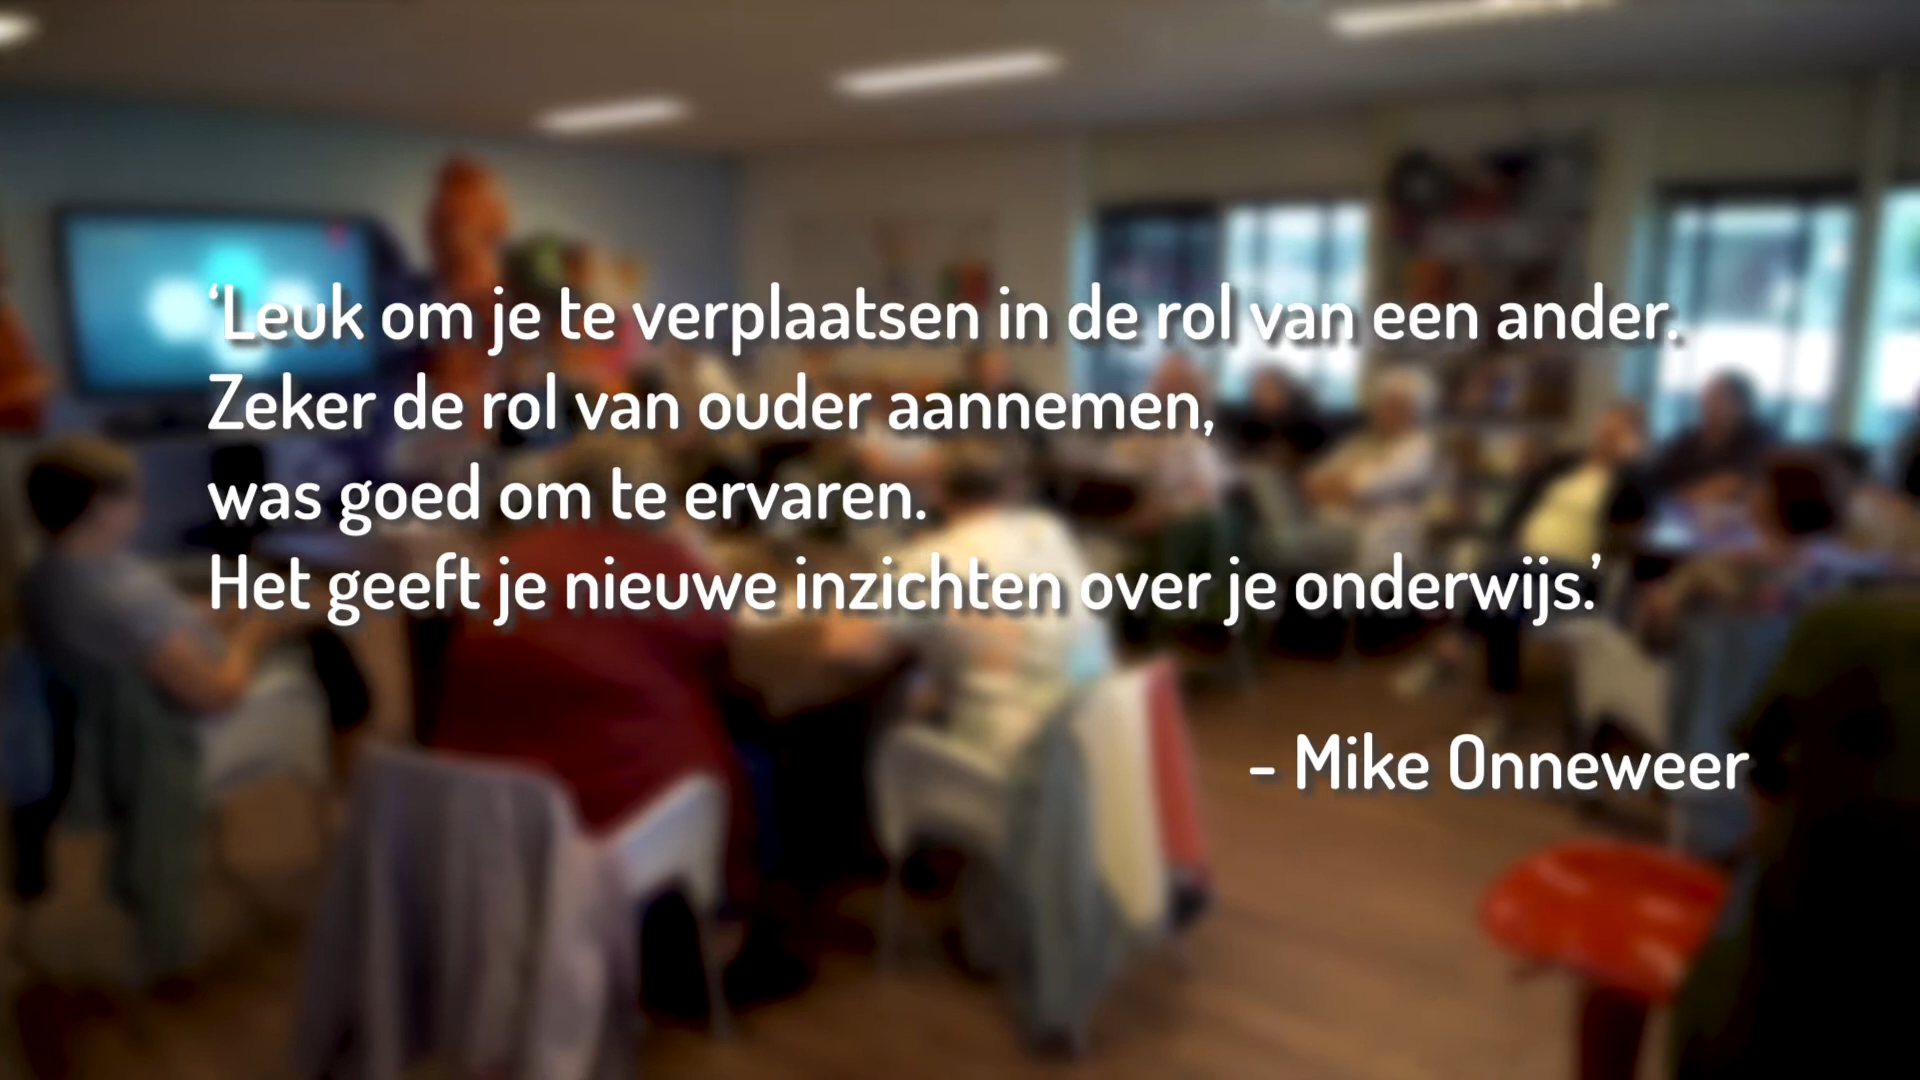 ‘Leuk om je te verplaatsen in de rol van een ander.
Zeker de rol van ouder aannemen,
was goed om te ervaren.
Het geeft je nieuwe inzichten over je onderwijs.’
- Mike Onneweer